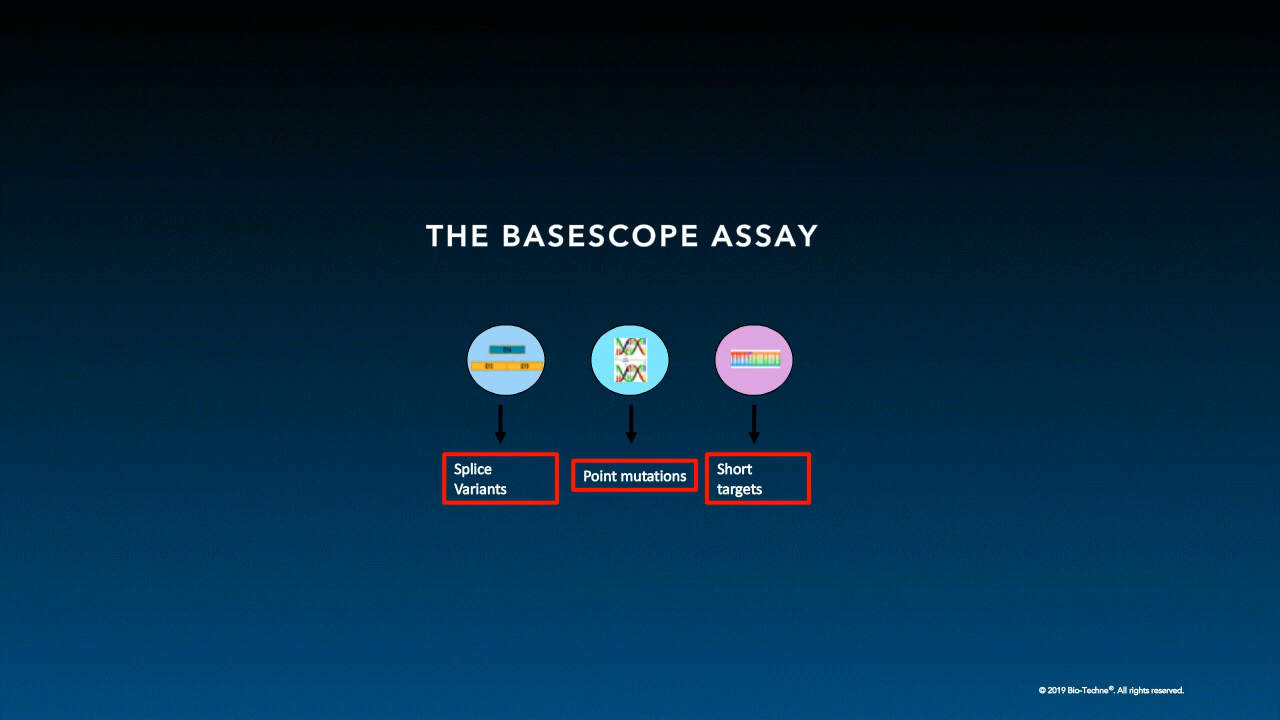 THE BASESCOPE ASSAY
Splice
Variants
Point mutations
Short
targets
© 2019 Bio-Techne®. All rights reserved.